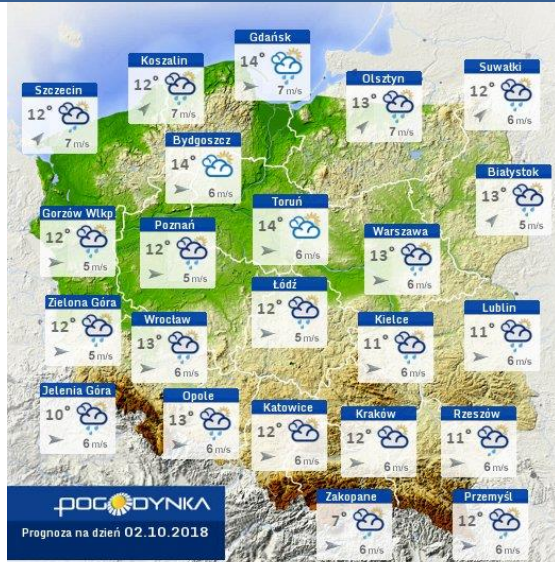 Gdańsk
14°
7 m/s
Koszalin
12°
7 m/s
Suwałki
12°
6 m/s
Szczecin
12°
7 m/s
Olsztyn
13°
7 m/s
Bydgoszcz
14°
6 m/s
Białystok
13°
5 m/s
Toruń
14°
6 m/s
Gorzów Wlkp
12°
5 m/s
Poznań
12°
5 m/s
Warszawa
13°
6 m/s
Łódź
12°
5 m/s
Zielona Góra
12°
5 m/s
Lublin
11°
6 m/s
Wrocław
13°
6 m/s
Kielce
11°
6 m/s
Jelenia Góra
10°
6 m/s
Opole
13°
6 m/s
Katowice
12°
6 m/s
Kraków
12°
6 m/s
Rzeszów
11°
6 m/s
Zakopane
7°
6 m/s
Przemyśl
12°
6 m/s
POGODYNKA
Prognoza na dzień 02.10.2018